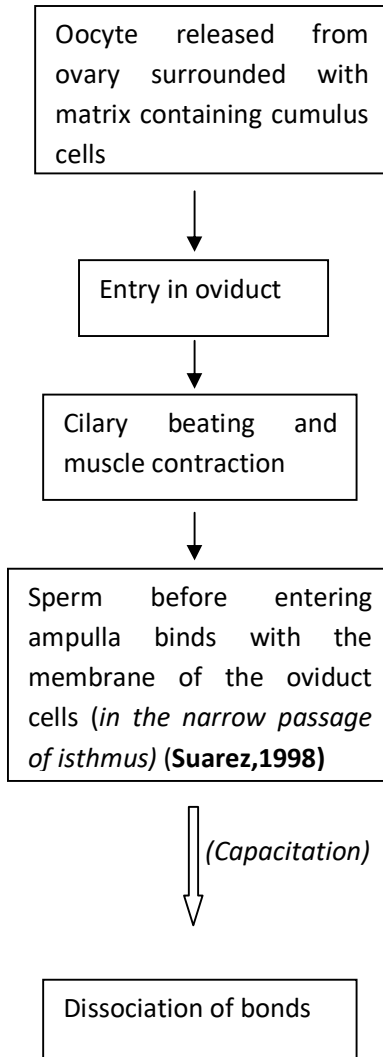 Oocyte released from
ovary surrounded with
matrix containing cumulus
cells
Entry in oviduct
Cilary beating and
muscle contraction
Sperm before entering
ampulla binds with the
membrane of the oviduct
cells (in the narrow passage
of isthmus) (Suarez,1998)
(Capacitation)
Dissociation of bonds